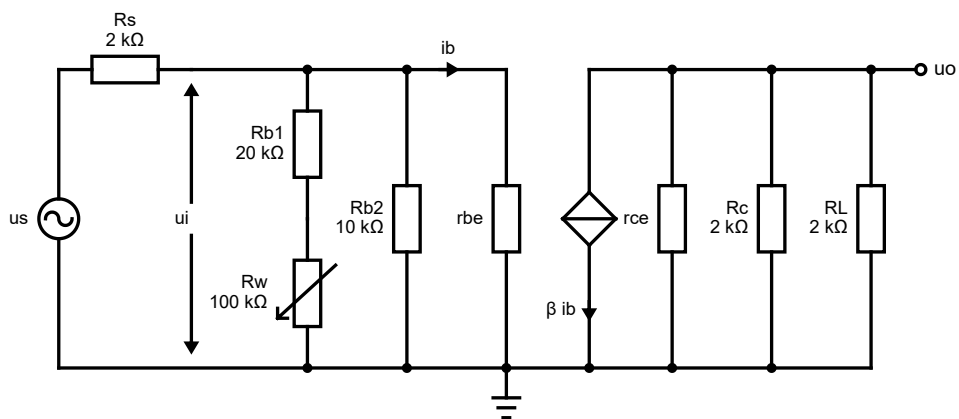 Rs
2 kΩ
ib
uo
Rb1
20 kΩ
us
ui
Rb2
10 kΩ
rbe
rce
Rc
2 kΩ
RL
2 kΩ
Rw
100 kΩ
β ib